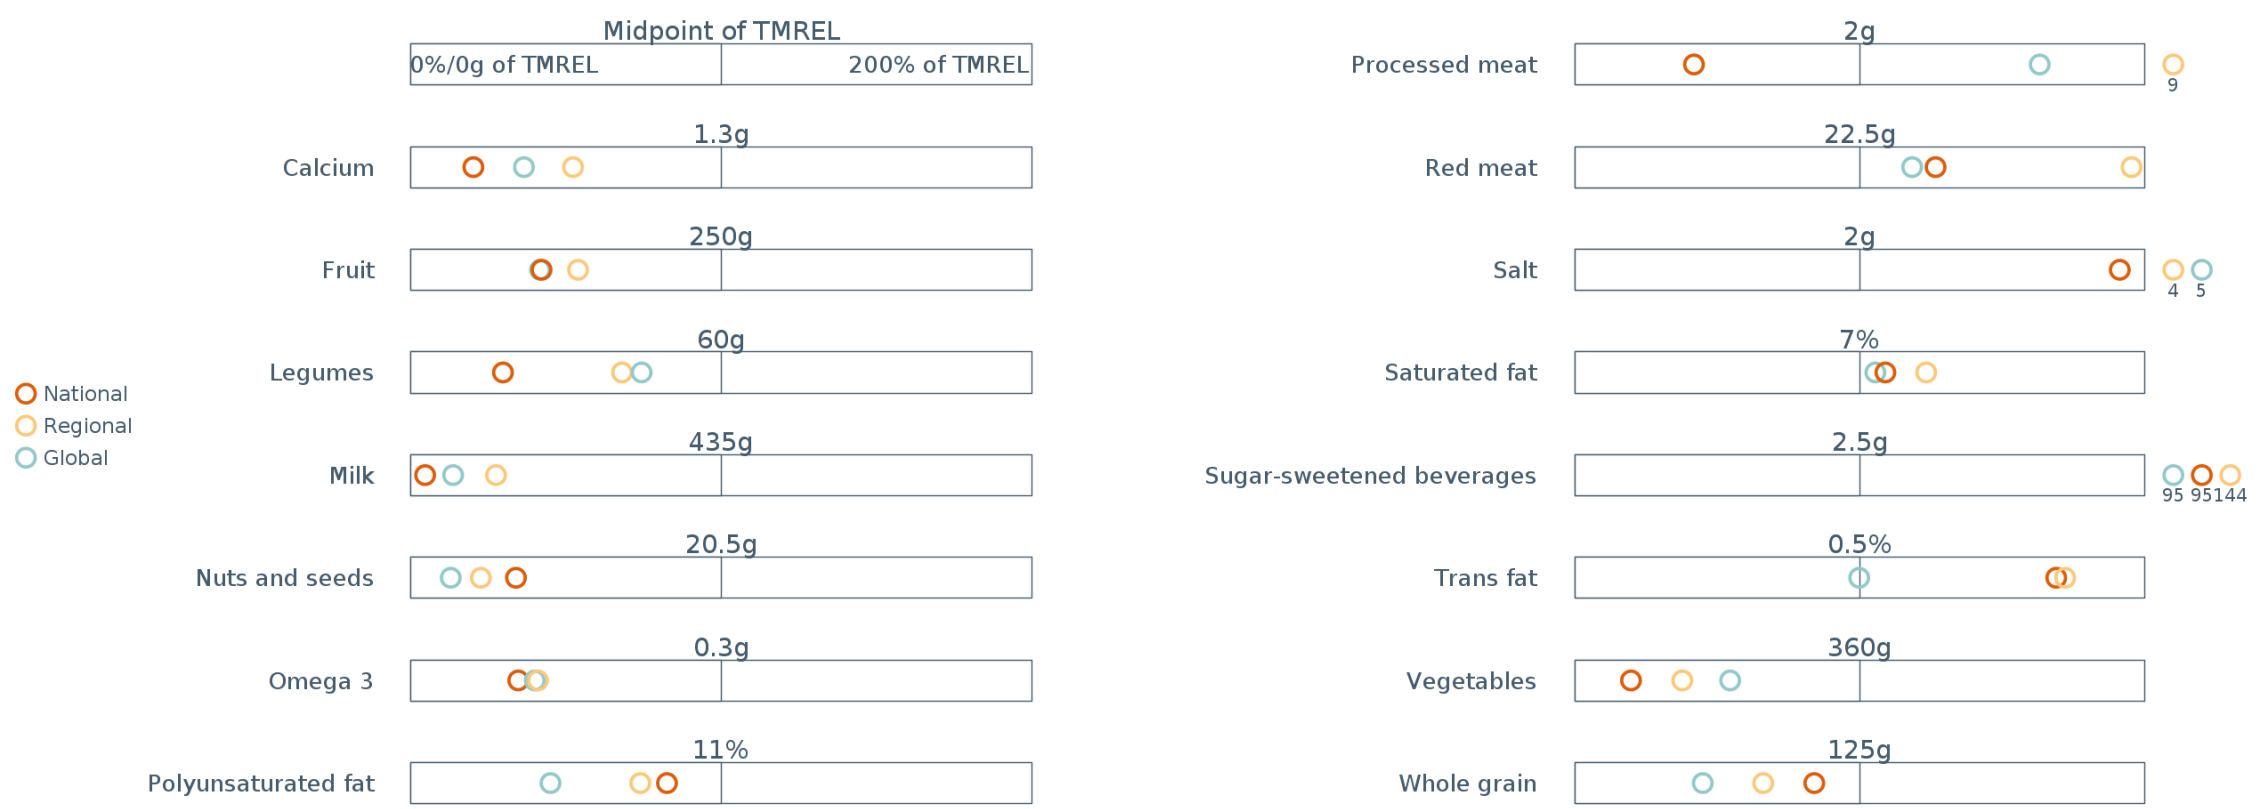 Midpoint of TMREL
0%/0g of TMREL 200% of TMREL
1.3g
Calcium
250g
Fruit
60g
Legumes
435g
Milk
20.5g
Nuts and seeds
0.3g
Omega 3
11%
Polyunsaturated fat
National
Regional
Global
2g
Processed meat
9
22.5g
Red meat
2g
Salt
4 5
7%
Saturated fat
2.5g
Sugar-sweetened beverages
95 95 144
0.5%
Trans fat
360g
Vegetables
125g
Whole grain